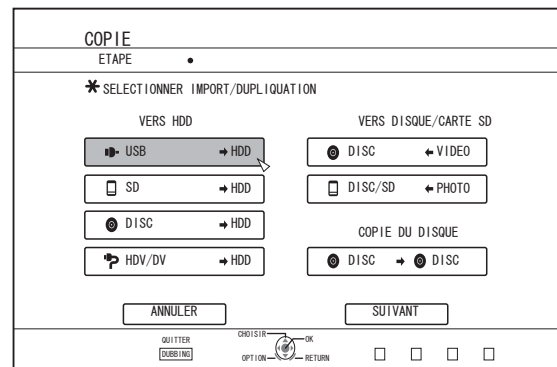 COPIE
ETAPE
SELECTIONNER IMPORT/DUPLIQUATION
VERS HDD
USB → HDD
SD → HDD
DISC → HDD
HDV/DV → HDD
VERS DISQUE/CARTE SD
DISC ← VIDEO
DISC/SD ← PHOTO
COPIE DU DISQUE
DISC → DISC
ANNULER
SUIVANT
QUITTER
DUBBING
CHOISIR
OK
OPTION
RETURN